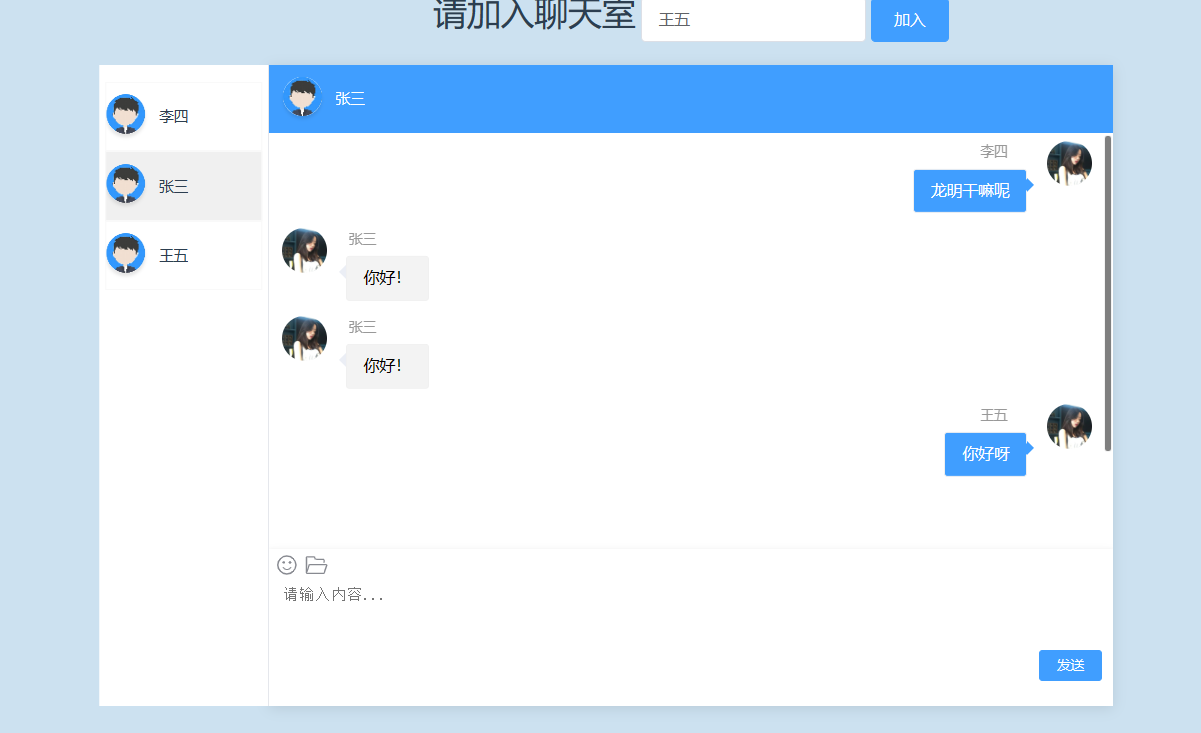 请加入聊天室 王五 加入
李四
张三
王五
张三
李四
龙明干嘛呢
张三
你好!
张三
你好!
王五
你好呀
请输入内容...
发送